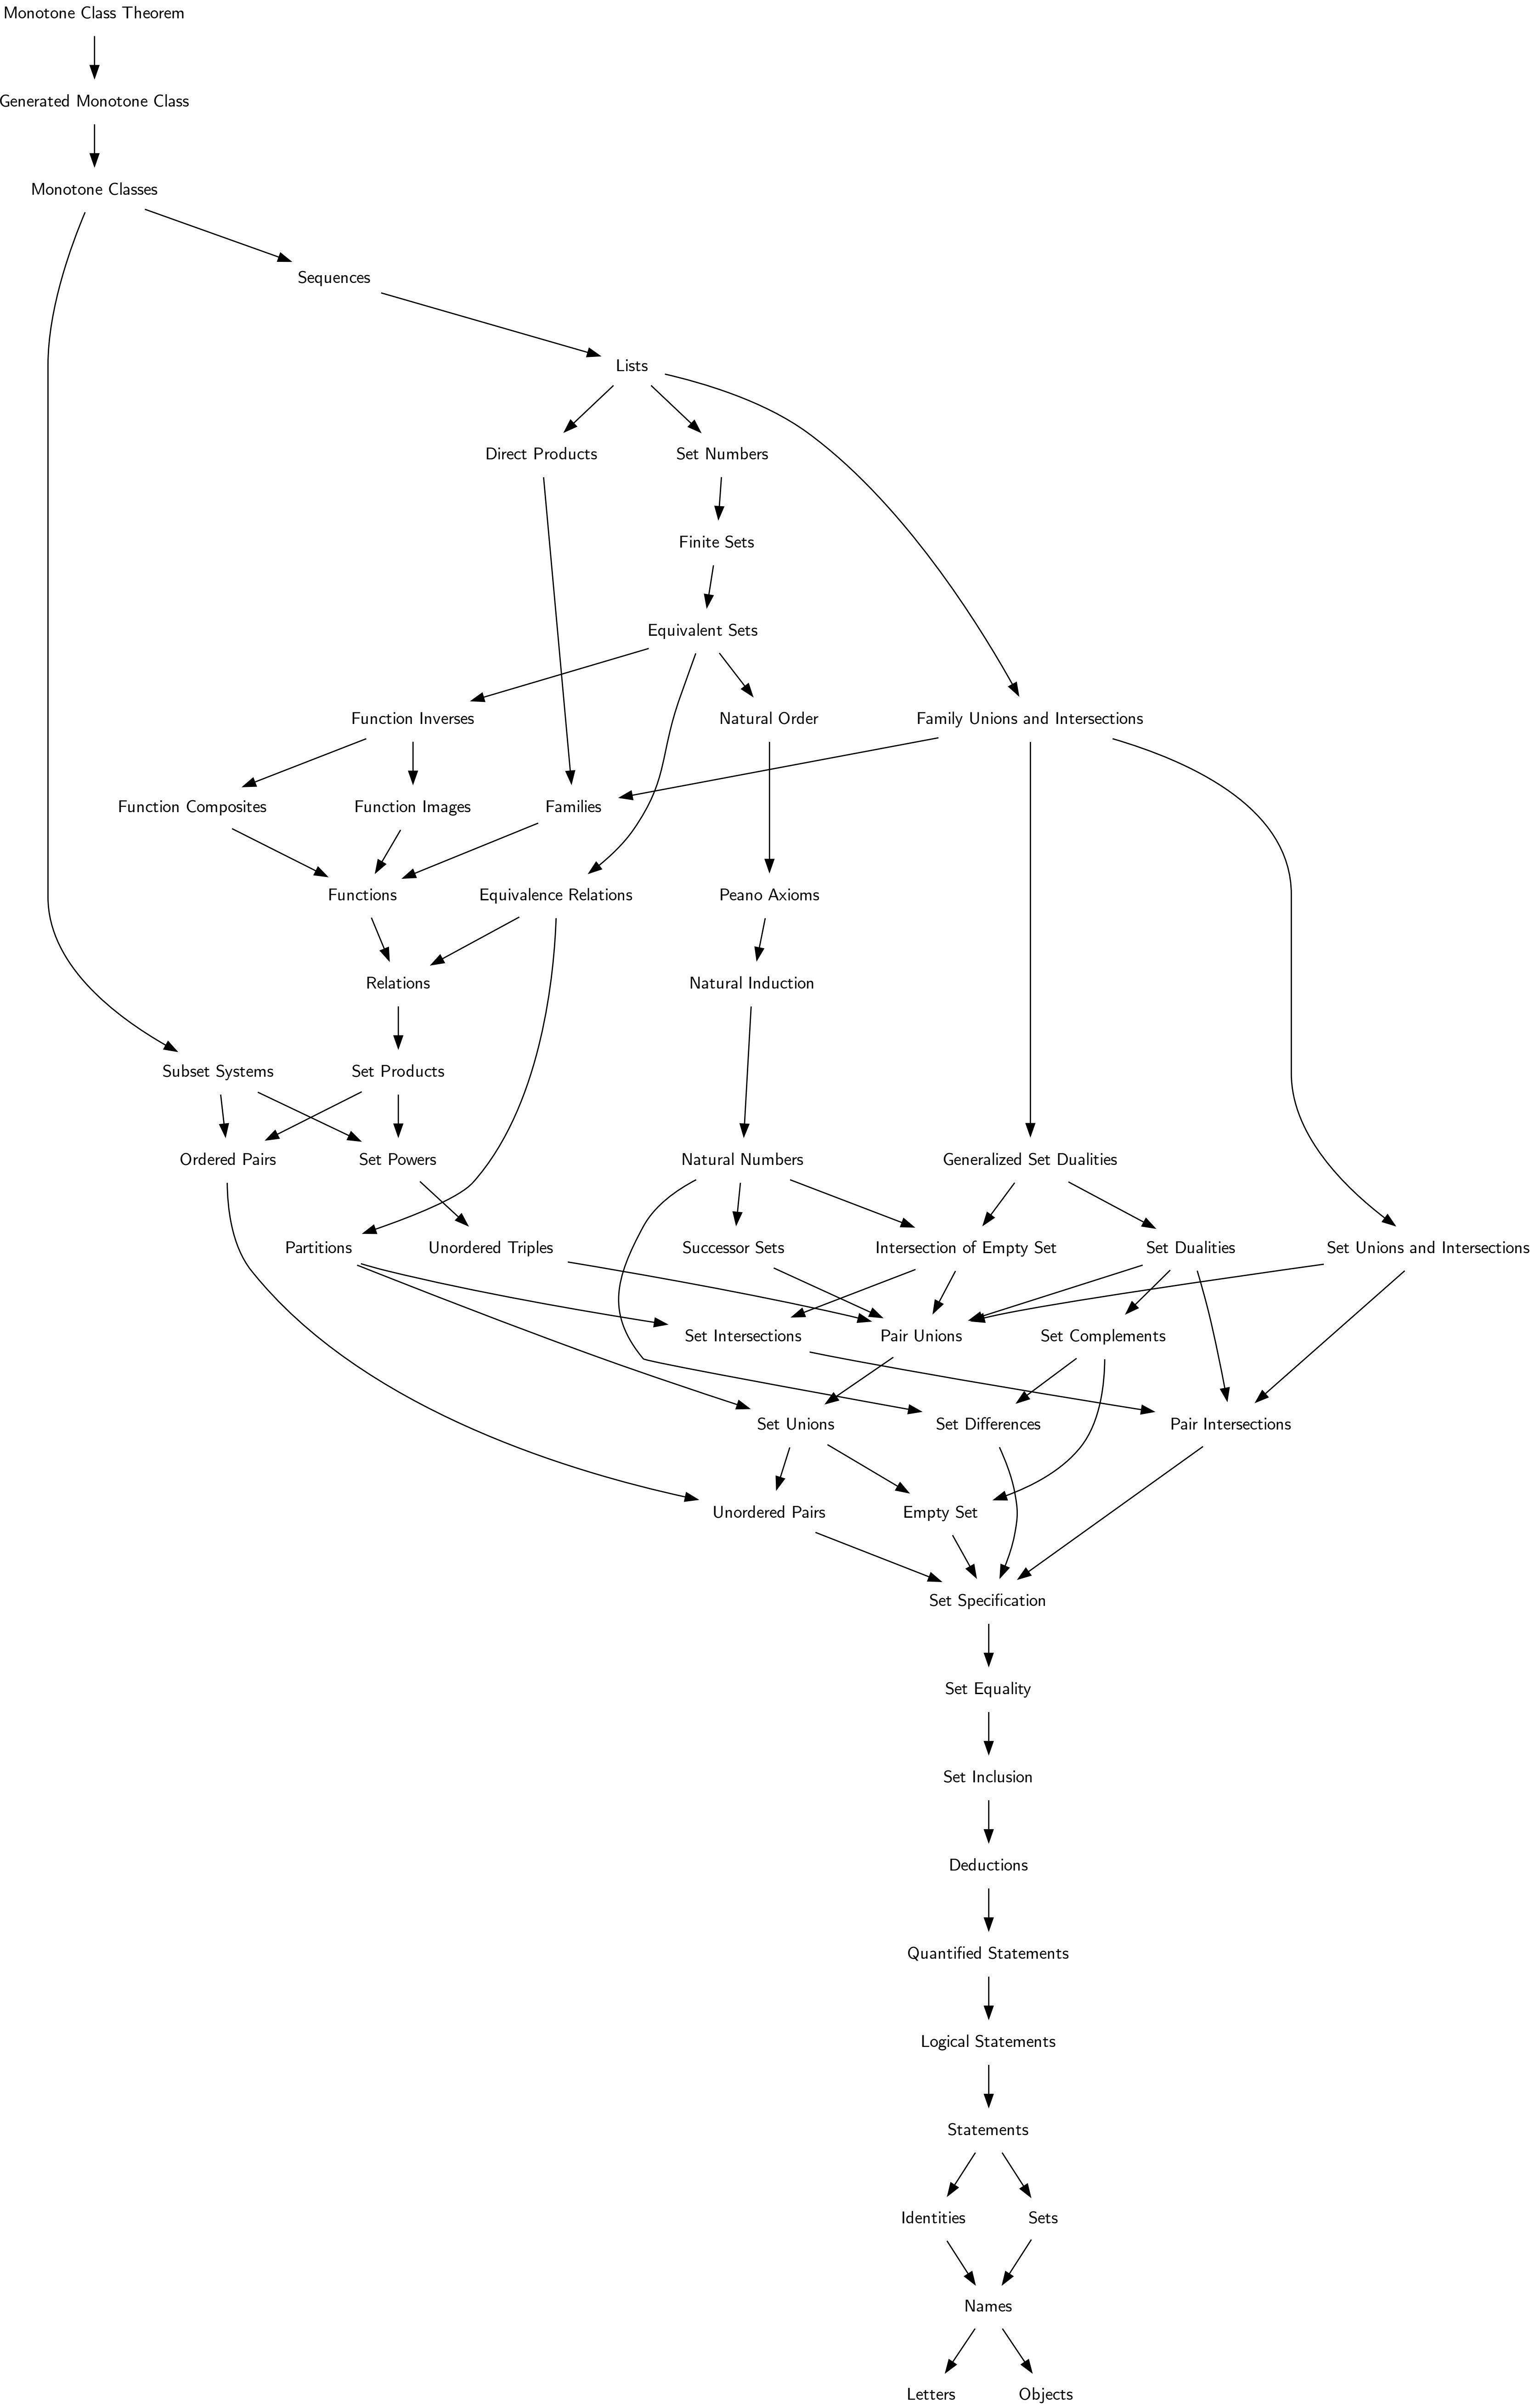 Monotone Class Theorem
Generated Monotone Class
Monotone Classes
Sequences
Lists
Direct Products
Set Numbers
Finite Sets
Equivalent Sets
Function Inverses
Natural Order
Family Unions and Intersections
Function Composites
Function Images
Families
Functions
Equivalence Relations
Peano Axioms
Relations
Natural Induction
Subset Systems
Set Products
Ordered Pairs
Set Powers
Natural Numbers
Generalized Set Dualities
Partitions
Unordered Triples
Successor Sets
Intersection of Empty Set
Set Dualities
Set Unions and Intersections
Set Intersections
Pair Unions
Set Complements
Set Unions
Set Differences
Pair Intersections
Unordered Pairs
Empty Set
Set Specification
Set Equality
Set Inclusion
Deductions
Quantified Statements
Logical Statements
Statements
Identities
Sets
Names
Letters
Objects